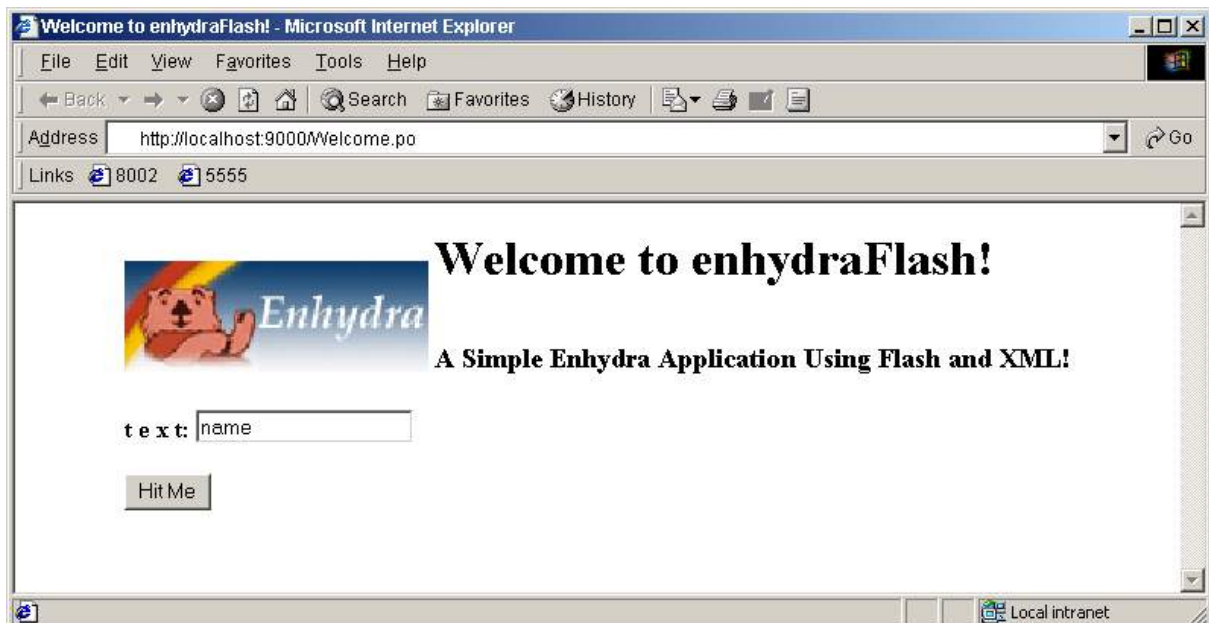 Welcome to enhydraFlash! - Microsoft Internet Explorer
File Edit View Favorites Tools Help
Back Search Favorites History
Address http://localhost:9000/Welcome.po Go
Links 8002 5555
Welcome to enhydraFlash!
Enhydra
A Simple Enhydra Application Using Flash and XML!
t e x t: name
Hit Me
Local intranet